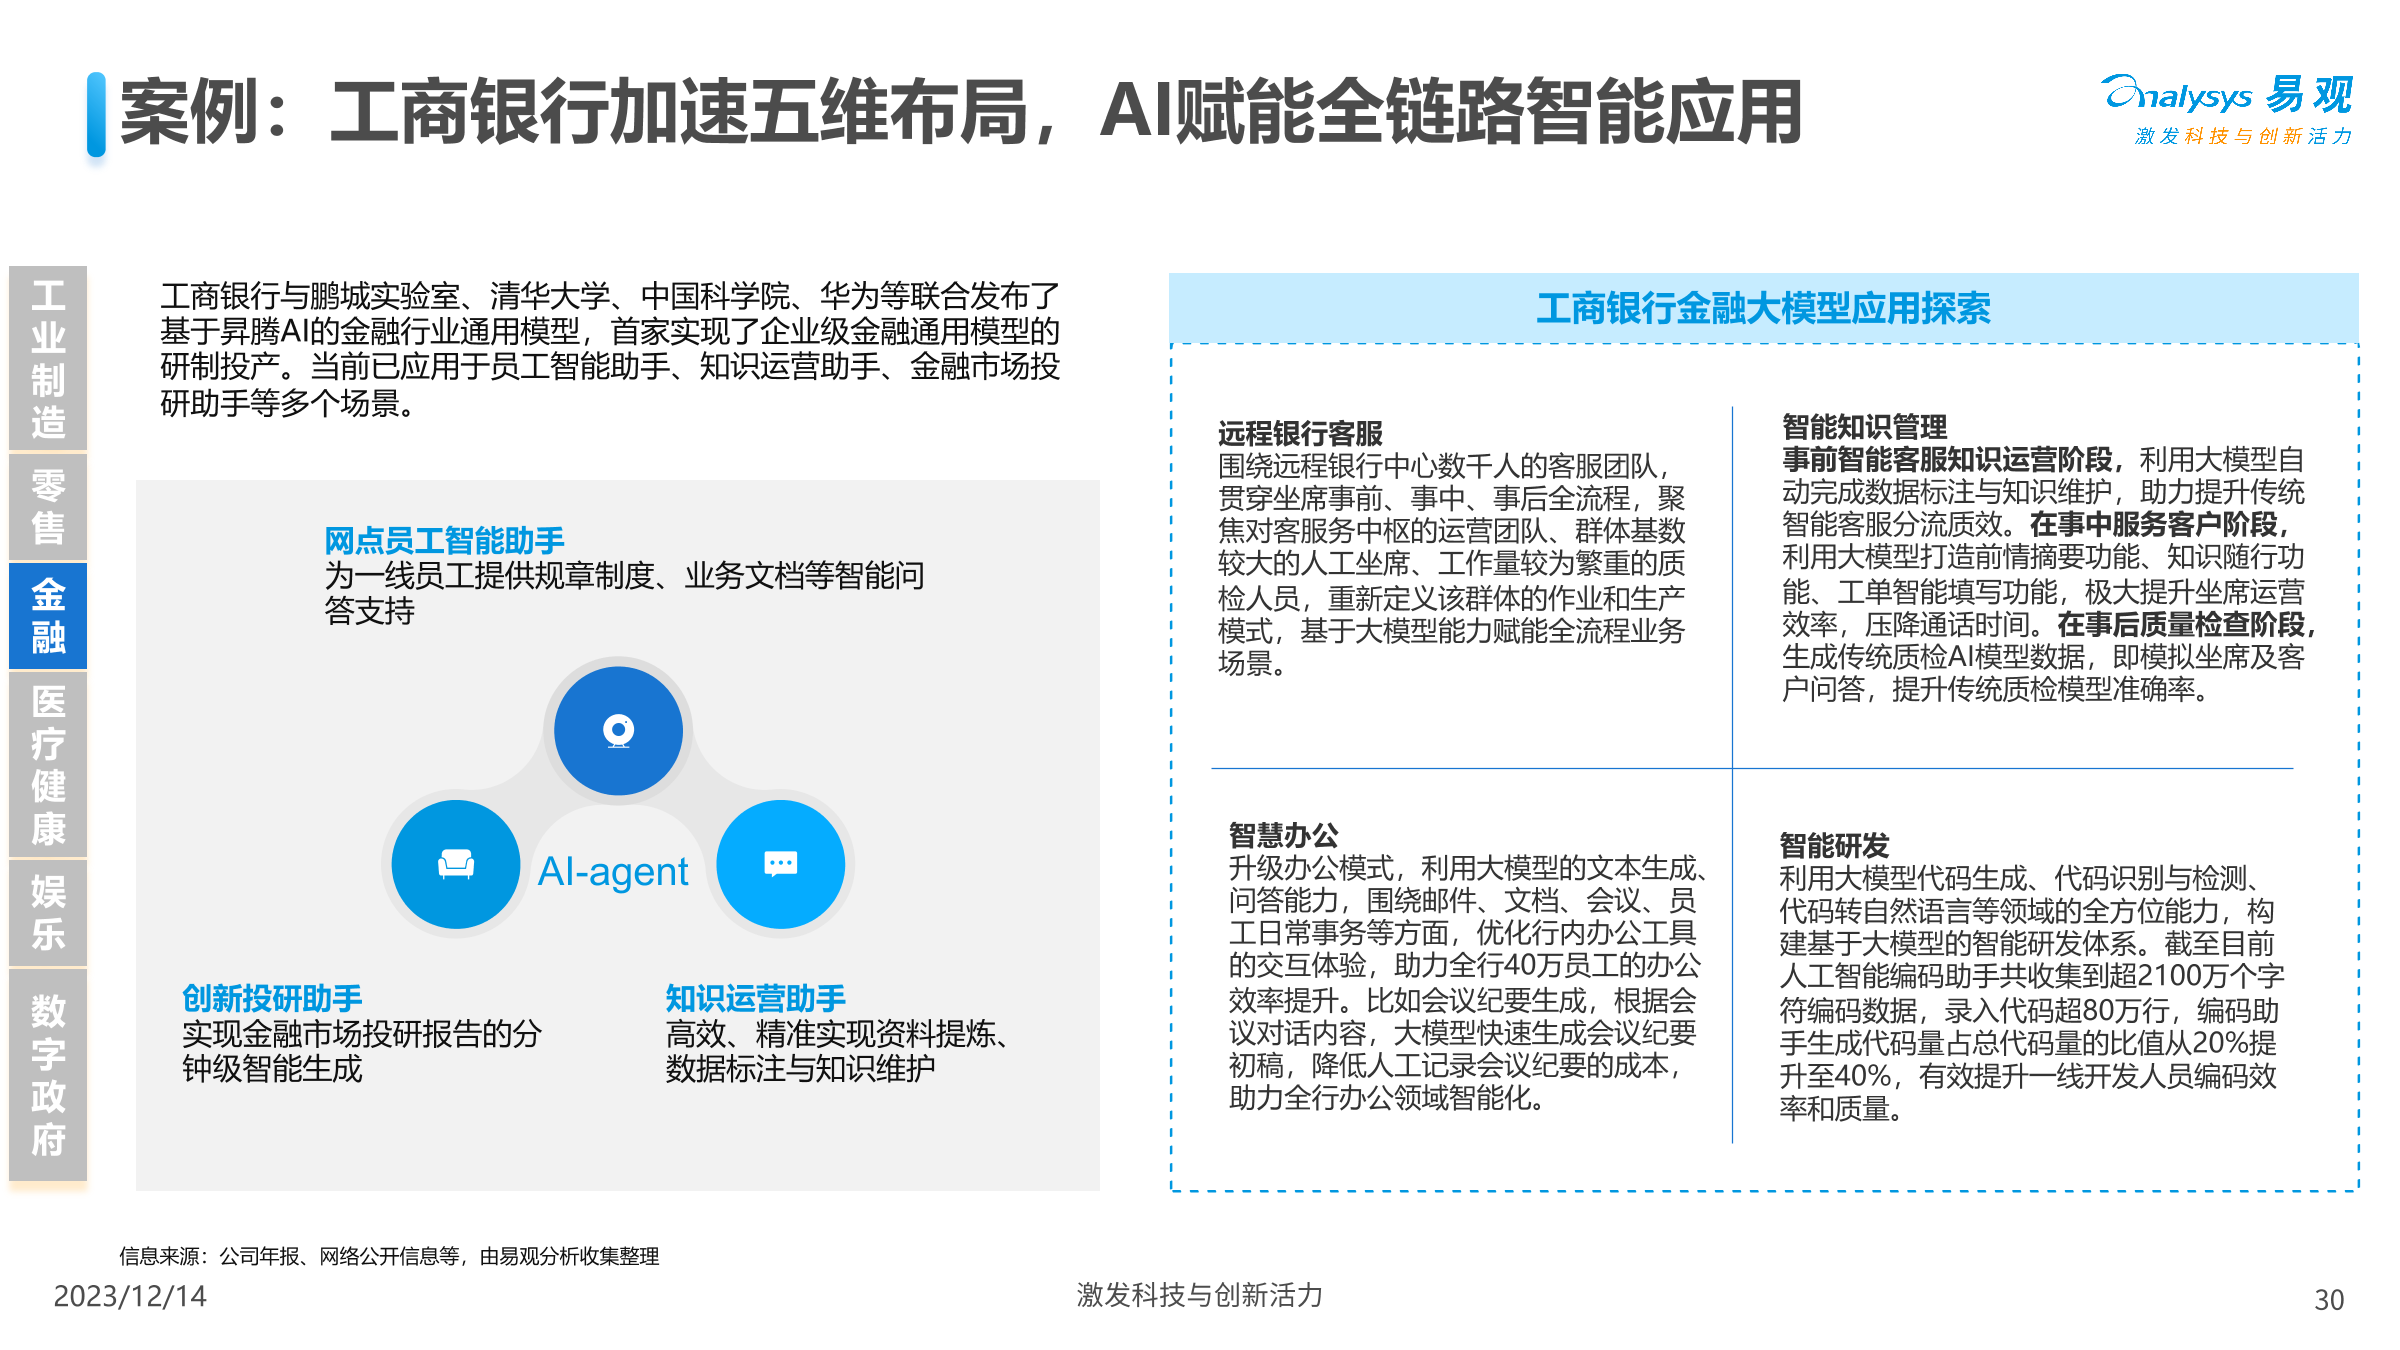 案例：工商银行加速五维布局，AI赋能全链路智能应用
analysys 易观
激发科技与创新活力
工业制造
零售
金融
医疗健康
娱乐
数字政府
工商银行与鹏城实验室、清华大学、中国科学院、华为等联合发布了
基于昇腾AI的金融行业通用模型，首家实现了企业级金融通用模型的
研制投产。当前已应用于员工智能助手、知识运营助手、金融市场投
研助手等多个场景。
网点员工智能助手
为一线员工提供规章制度、业务文档等智能问
答支持
AI-agent
创新投研助手
实现金融市场投研报告的分
钟级智能生成
知识运营助手
高效、精准实现资料提炼、
数据标注与知识维护
工商银行金融大模型应用探索
远程银行客服
围绕远程银行中心数千人的客服团队，
贯穿坐席事前、事中、事后全流程，聚
焦对客服务中枢的运营团队、群体基数
较大的人工坐席、工作量较为繁重的质
检人员，重新定义该群体的作业和生产
模式，基于大模型能力赋能全流程业务
场景。
智能知识管理
事前智能客服知识运营阶段，利用大模型自
动完成数据标注与知识维护，助力提升传统
智能客服分流质效。在事中服务客户阶段，
利用大模型打造前情摘要功能、知识随行功
能、工单智能填写功能，极大提升坐席运营
效率，压降通话时间。在事后质量检查阶段，
生成传统质检AI模型数据，即模拟坐席及客
户问答，提升传统质检模型准确率。
智慧办公
升级办公模式，利用大模型的文本生成、
问答能力，围绕邮件、文档、会议、员
工日常事务等方面，优化行内办公工具
的交互体验，助力全行40万员工的办公
效率提升。比如会议纪要生成，根据会
议对话内容，大模型快速生成会议纪要
初稿，降低人工记录会议纪要的成本，
助力全行办公领域智能化。
智能研发
利用大模型代码生成、代码识别与检测、
代码转自然语言等领域的全方位能力，构
建基于大模型的智能研发体系。截至目前
人工智能编码助手共收集到超2100万个字
符编码数据，录入代码超80万行，编码助
手生成代码量占总代码量的比值从20%提
升至40%，有效提升一线开发人员编码效
率和质量。
信息来源：公司年报、网络公开信息等，由易观分析收集整理
2023/12/14
激发科技与创新活力
30